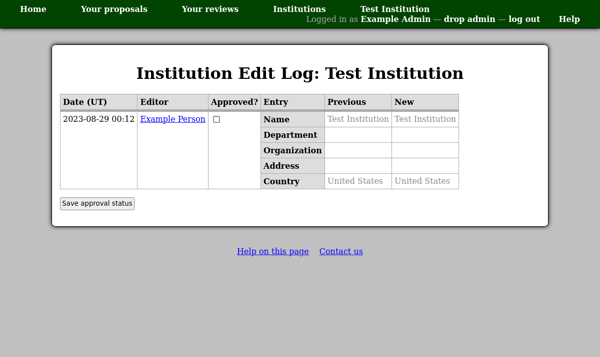 Home Your proposals Your reviews Institutions Test Institution
Logged in as Example Admin — drop admin — log out Help
Institution Edit Log: Test Institution
Date (UT) Editor Approved? Entry Previous New
2023-08-29 00:12 Example Person Name Test Institution Test Institution
Department
Organization
Address
Country United States United States
Save approval status
Help on this page Contact us